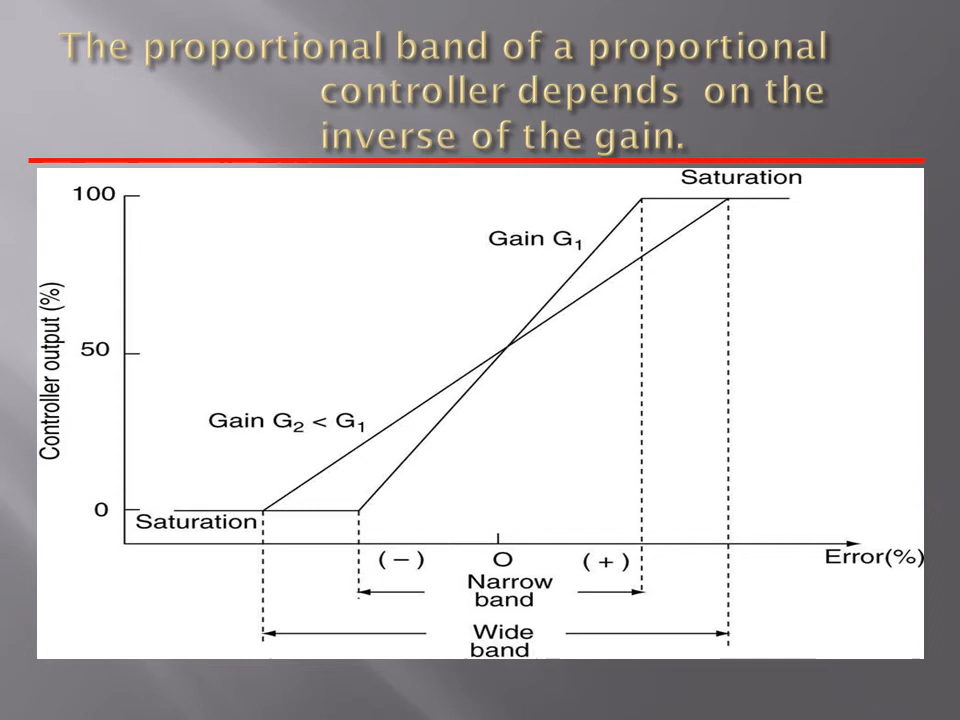 The proportional band of a proportional
controller depends on the
inverse of the gain.
Saturation
100
Gain G₁
Controller output (%)
50
Gain G₂ < G₁
0
Saturation
( − )
O
( + )
Error(%)
Narrow
band
Wide
band